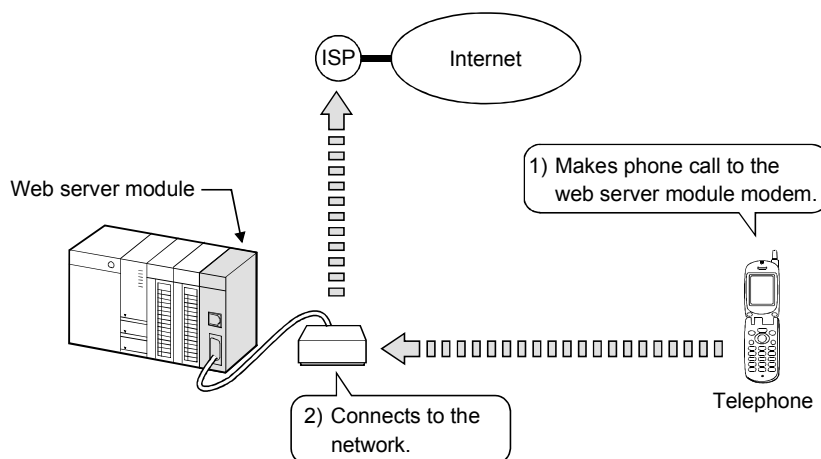 ISP
Internet
1) Makes phone call to the
web server module modem.
Web server module
Telephone
2) Connects to the
network.